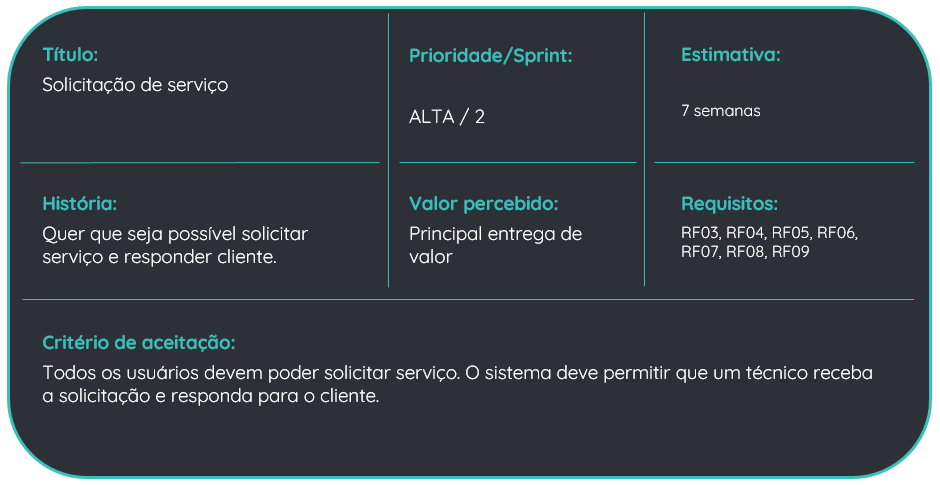 Título:
Solicitação de serviço
Prioridade/Sprint:
ALTA / 2
Estimativa:
7 semanas
História:
Quer que seja possível solicitar
serviço e responder cliente.
Valor percebido:
Principal entrega de
valor
Requisitos:
RF03, RF04, RF05, RF06,
RF07, RF08, RF09
Critério de aceitação:
Todos os usuários devem poder solicitar serviço. O sistema deve permitir que um técnico receba
a solicitação e responda para o cliente.